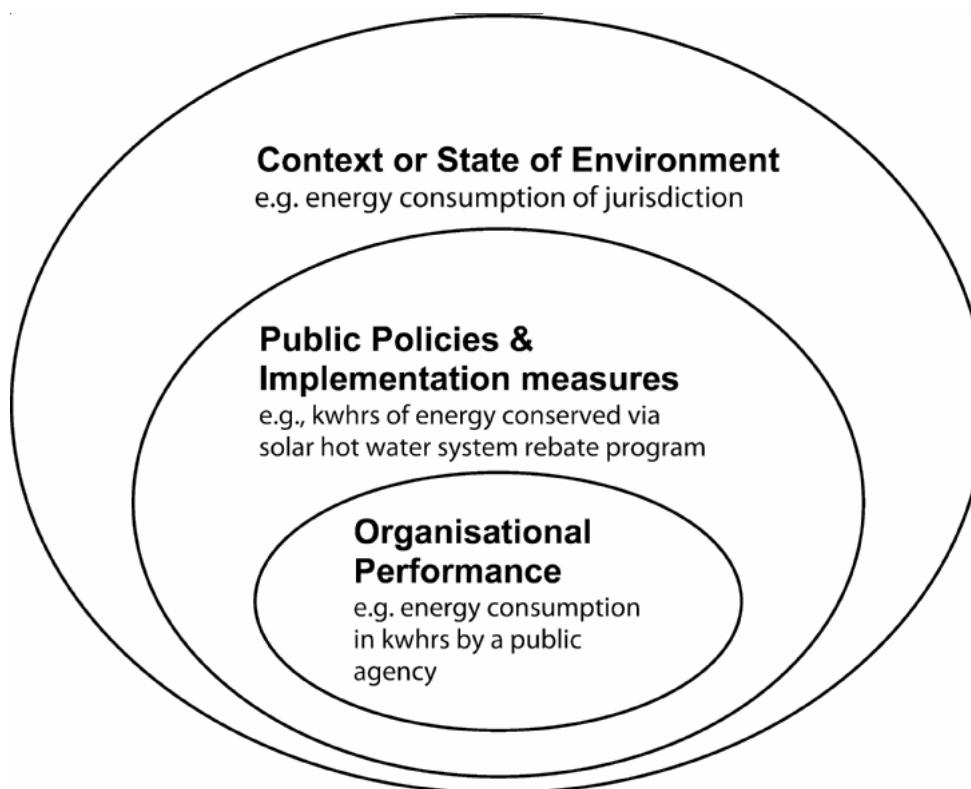 Context or State of Environment
e.g. energy consumption of jurisdiction
Public Policies &
Implementation measures
e.g., kwhrs of energy conserved via
solar hot water system rebate program
Organisational
Performance
e.g. energy consumption
in kwhrs by a public
agency